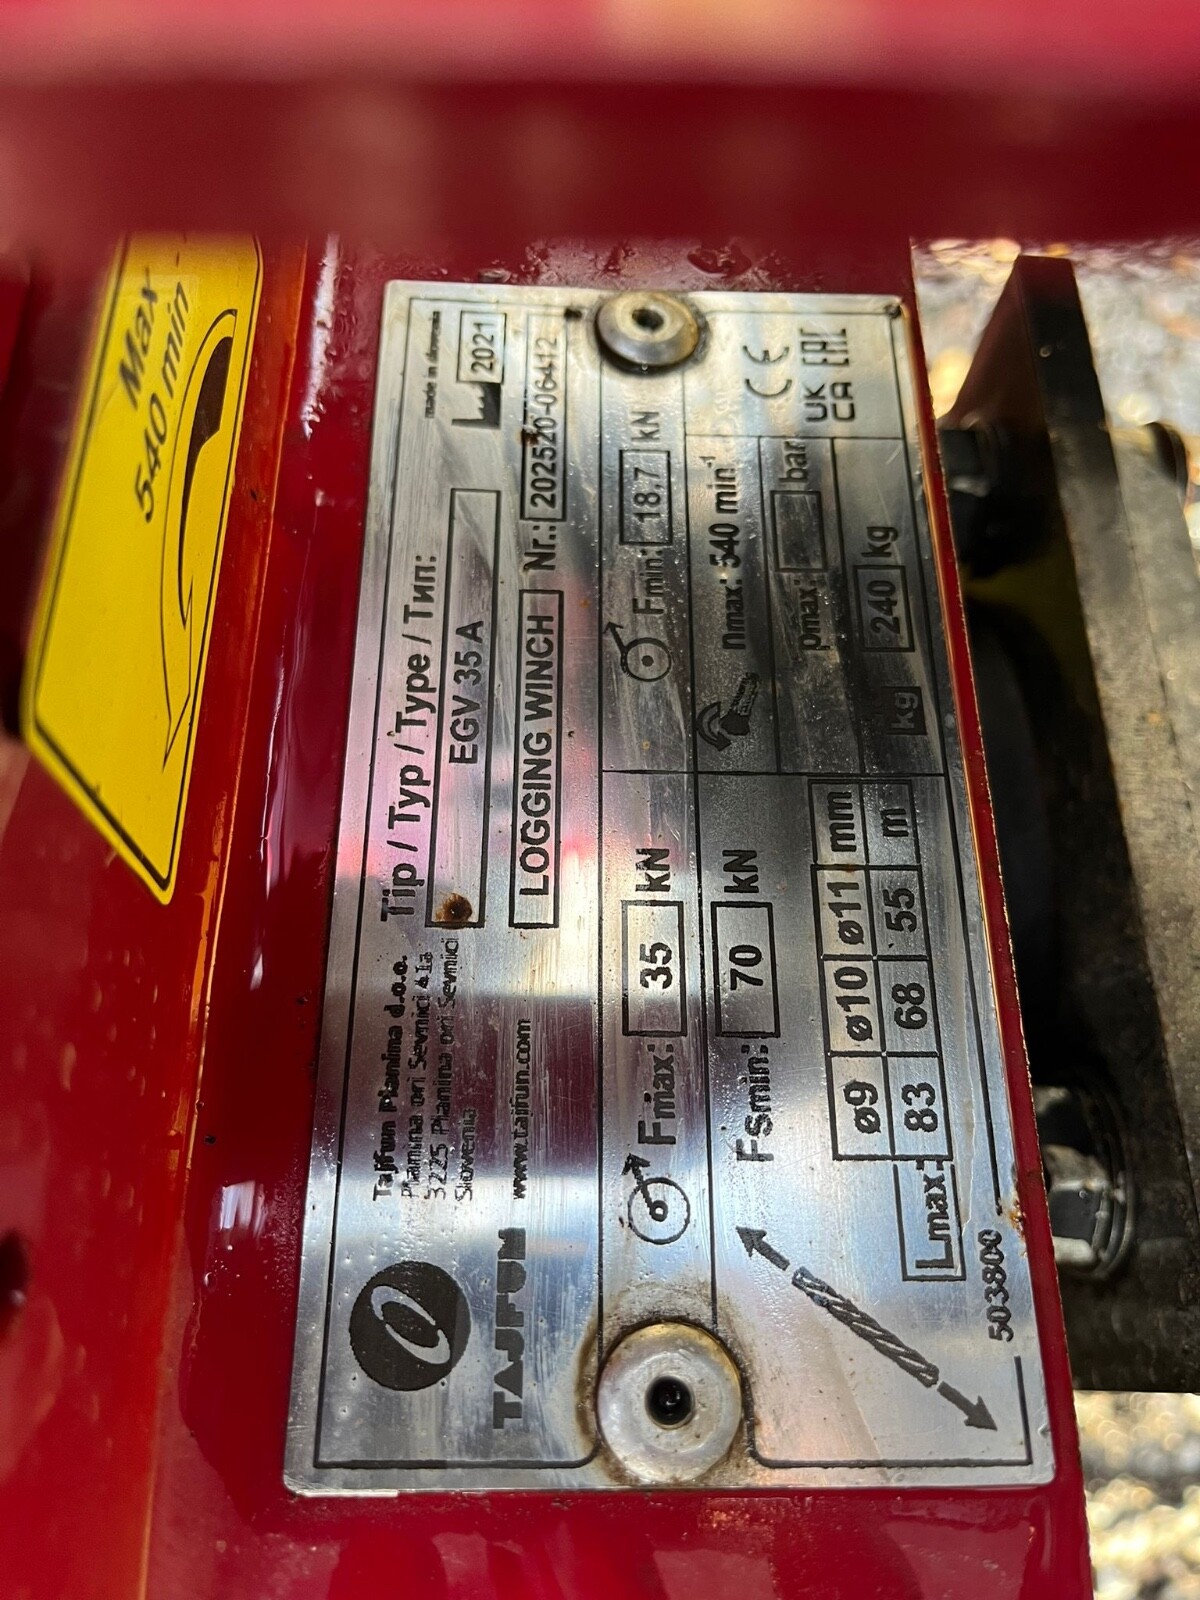 Max
540 min
Tajfun Planina d.o.o.
Planina pri Sevnici 41a
3225 Planina pri Sevnici
Slovenia
TAJFUN
www.tajfun.com
Tip / Typ / Type / Тип:
EGV 35 A
made in slovenia
2021
LOGGING WINCH
Nr.: 202520-06412
Fmax: 35 kN
Fmin: 18,7 kN
FSmin: 70 kN
nmax: 540 min-1
pmax: bar
CE
UK
CA
EAC
ø9 ø10 ø11 mm
Lmax: 83 68 55 m
kg 240 kg
503800